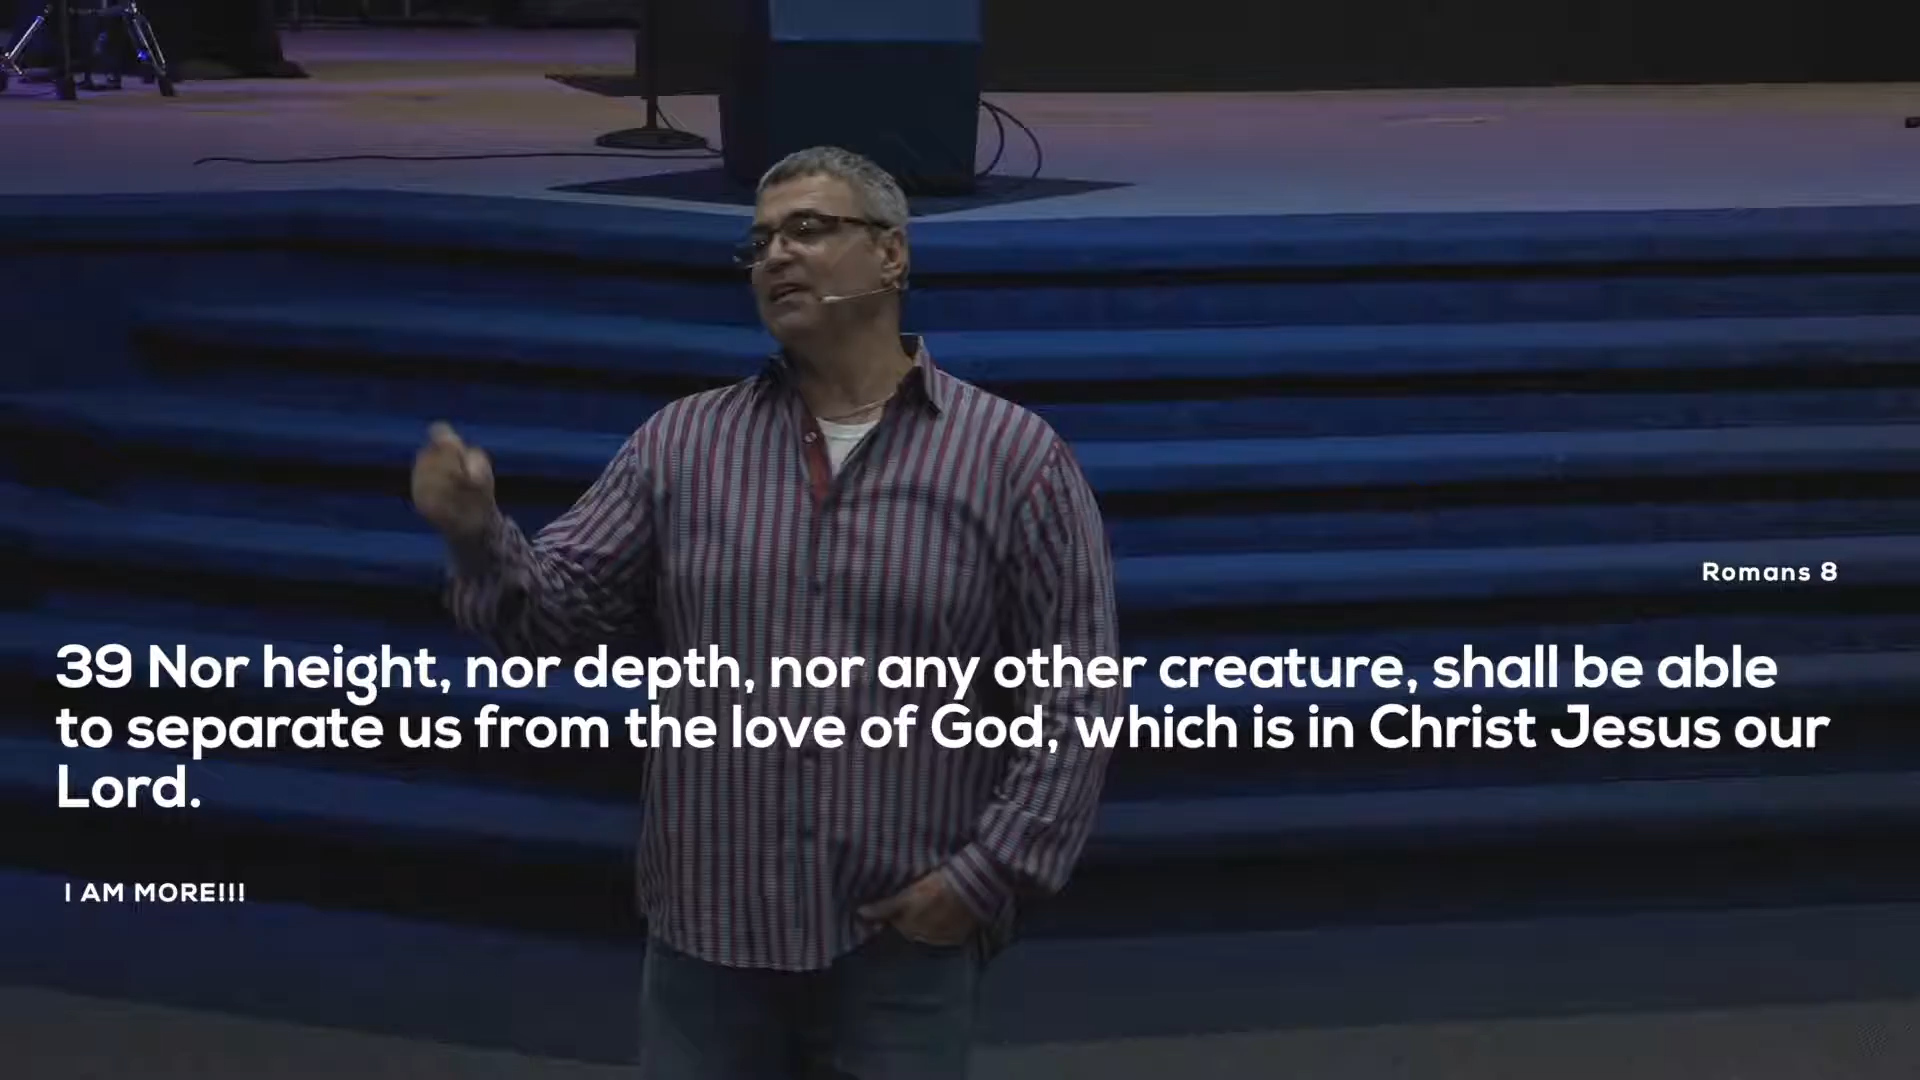 Romans 8
39 Nor height, nor depth, nor any other creature, shall be able
to separate us from the love of God, which is in Christ Jesus our
Lord.
I AM MORE!!!